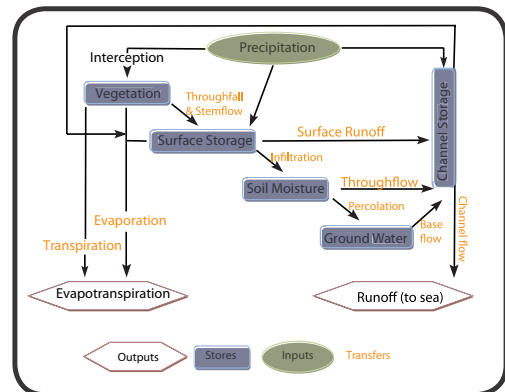 Precipitation
Interception
Vegetation
Throughfall
& Stemflow
Surface Storage
Surface Runoff
Channel Storage
Infiltration
Soil Moisture
Throughflow
Percolation
Ground Water
Base
flow
Channel flow
Evaporation
Transpiration
Evapotranspiration
Runoff (to sea)
Outputs
Stores
Inputs
Transfers